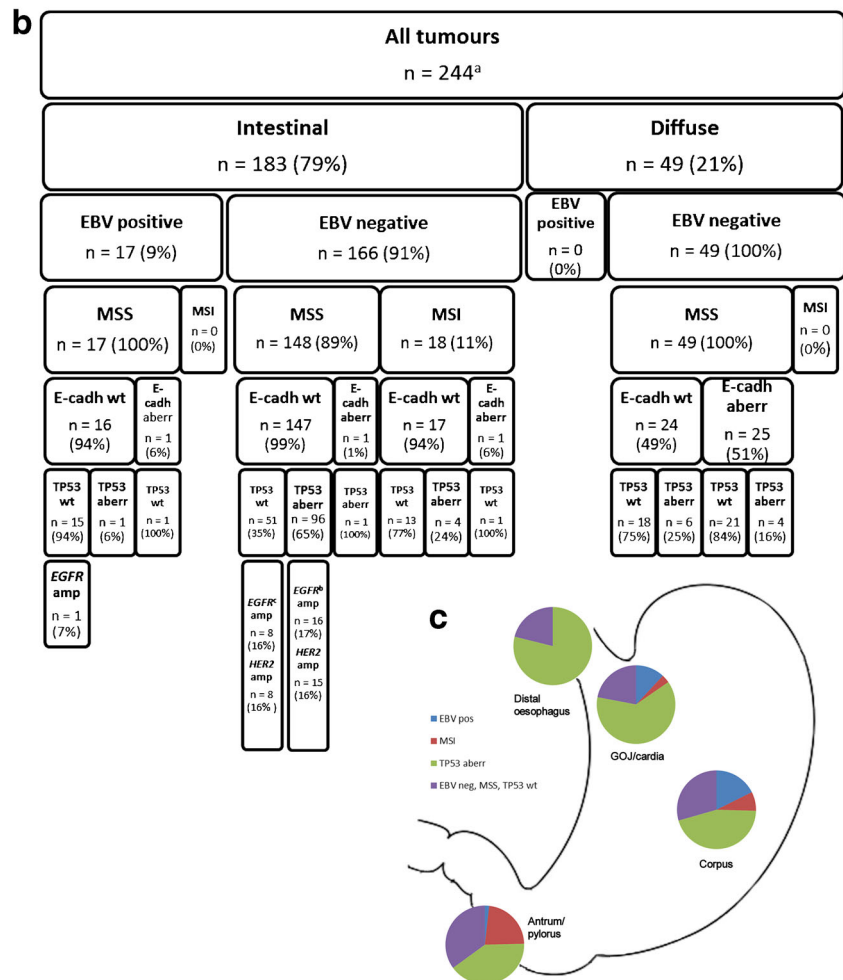 b
All tumours
n = 244ᵃ
Intestinal
n = 183 (79%)
Diffuse
n = 49 (21%)
EBV positive
n = 17 (9%)
EBV negative
n = 166 (91%)
EBV
positive
n = 0
(0%)
EBV negative
n = 49 (100%)
MSS
n = 17 (100%)
MSI
n = 0
(0%)
MSS
n = 148 (89%)
MSI
n = 18 (11%)
MSS
n = 49 (100%)
MSI
n = 0
(0%)
E-cadh wt
n = 16
(94%)
E-
cadh
aberr
n = 1
(6%)
E-cadh wt
n = 147
(99%)
E-
cadh
aberr
n = 1
(1%)
E-cadh wt
n = 17
(94%)
E-
cadh
aberr
n = 1
(6%)
E-cadh wt
n = 24
(49%)
E-cadh
aberr
n = 25
(51%)
TP53
wt
n = 15
(94%)
TP53
aberr
n = 1
(6%)
TP53
wt
n = 1
(100%)
TP53
wt
n = 51
(35%)
TP53
aberr
n = 96
(65%)
TP53
aberr
n = 1
(100%)
TP53
wt
n = 13
(77%)
TP53
aberr
n = 4
(24%)
TP53
wt
n = 1
(100%)
TP53
wt
n = 18
(75%)
TP53
aberr
n = 6
(25%)
TP53
wt
n = 21
(84%)
TP53
aberr
n = 4
(16%)
EGFR
amp
n = 1
(7%)
EGFRᶜ
amp
n = 8
(16%)
HER2
amp
n = 8
(16% )
EGFRᵇ
amp
n = 16
(17%)
HER2
amp
n = 15
(16%)
c
Distal
oesophagus
GOJ/cardia
EBV pos
MSI
TP53 aberr
EBV neg, MSS, TP53 wt
Corpus
Antrum/
pylorus